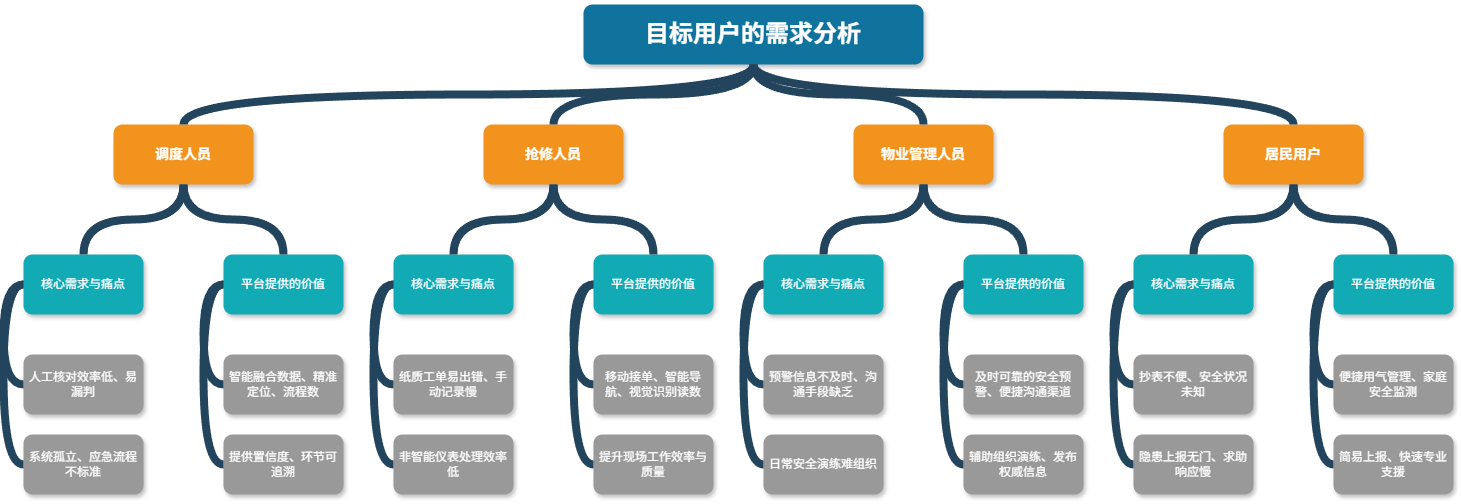 目标用户的需求分析
调度人员
抢修人员
物业管理人员
居民用户
核心需求与痛点
平台提供的价值
核心需求与痛点
平台提供的价值
核心需求与痛点
平台提供的价值
核心需求与痛点
平台提供的价值
人工核对效率低、易
漏判
智能融合数据、精准
定位、流程数
纸质工单易出错、手
动记录慢
移动接单、智能导
航、视觉识别读数
预警信息不及时、沟
通手段缺乏
及时可靠的安全预
警、便捷沟通渠道
抄表不便、安全状况
未知
便捷用气管理、家庭
安全监测
系统孤立、应急流程
不标准
提供置信度、环节可
追溯
非智能仪表处理效率
低
提升现场工作效率与
质量
日常安全演练难组织
辅助组织演练、发布
权威信息
隐患上报无门、求助
响应慢
简易上报、快速专业
支援